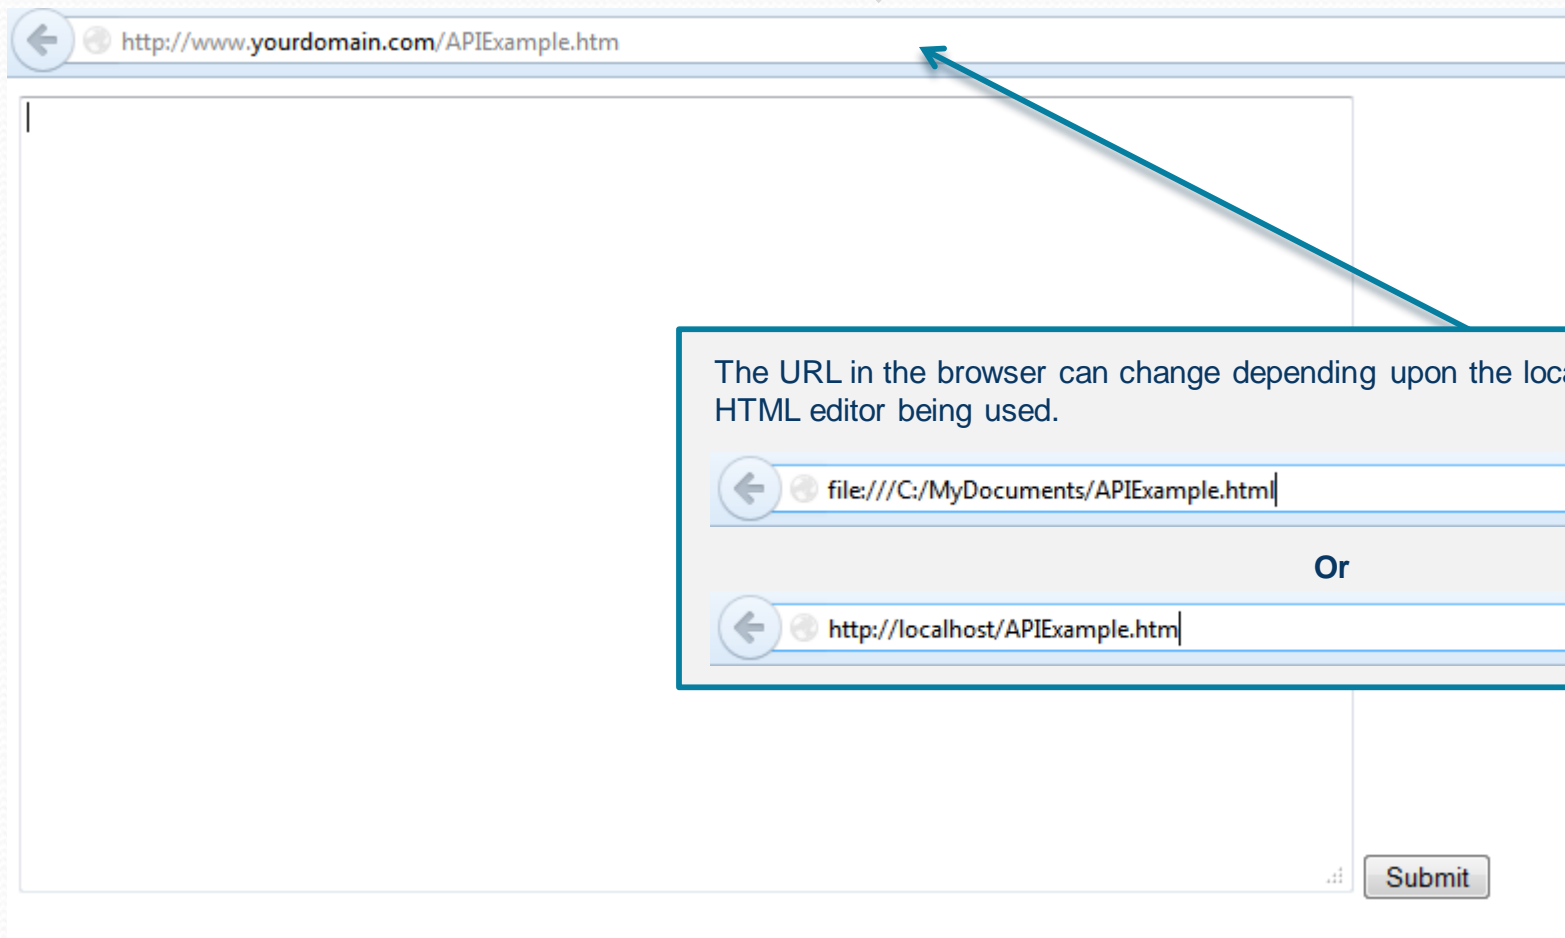 http://www.yourdomain.com/APIExample.htm
The URL in the browser can change depending upon the
HTML editor being used.
file:///C:/MyDocuments/APIExample.html
Or
http://localhost/APIExample.htm
Submit